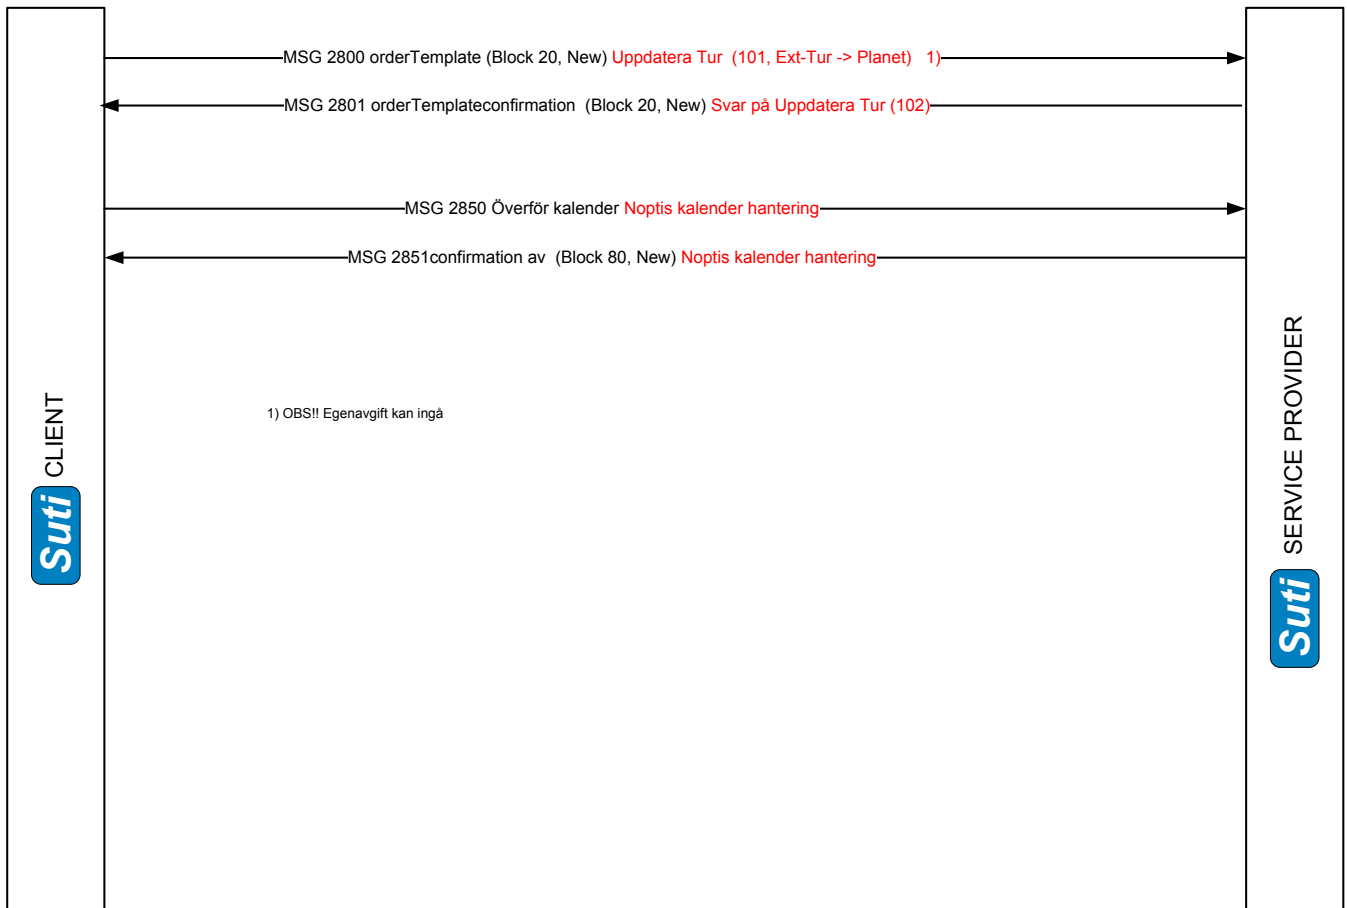 MSG 2800 orderTemplate (Block 20, New) Uppdatera Tur (101, Ext-Tur -> Planet) 1)
MSG 2801 orderTemplateconfirmation (Block 20, New) Svar på Uppdatera Tur (102)
MSG 2850 Överför kalender Noptis kalender hantering
MSG 2851confirmation av (Block 80, New) Noptis kalender hantering
1) OBS!! Egenavgift kan ingå
Suti CLIENT
Suti SERVICE PROVIDER